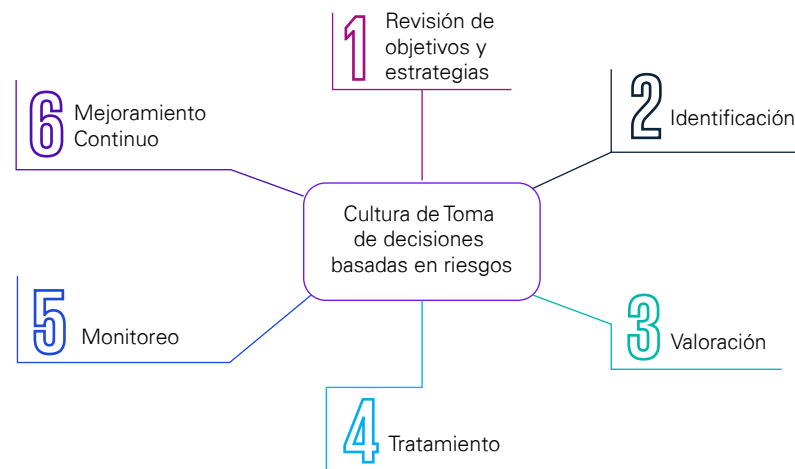 1 Revisión de
objetivos y
estrategias
2 Identificación
3 Valoración
4 Tratamiento
5 Monitoreo
6 Mejoramiento
Continuo
Cultura de Toma
de decisiones
basadas en riesgos